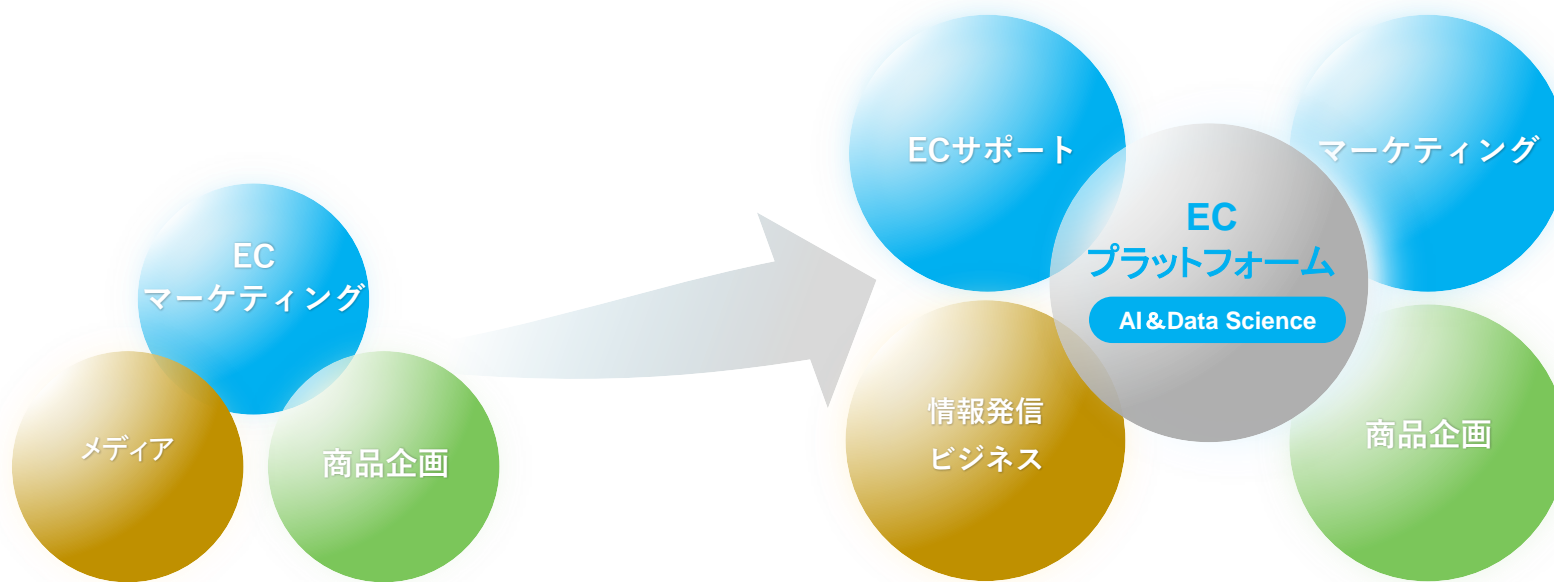 EC
マーケティング
メディア
商品企画
ECサポート
マーケティング
EC
プラットフォーム
AI&Data Science
情報発信
ビジネス
商品企画